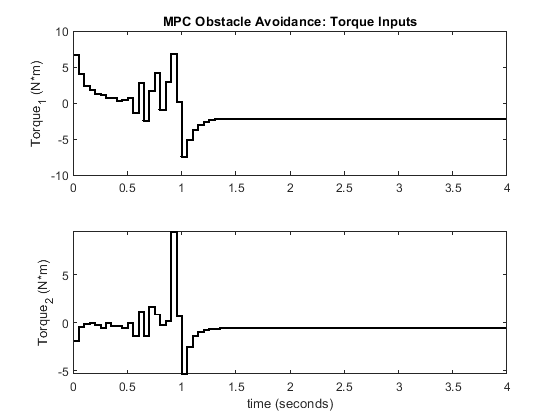 MPC Obstacle Avoidance: Torque Inputs
10
5
0
-5
-10
Torque_1 (N*m)
0 0.5 1 1.5 2 2.5 3 3.5 4
5
0
-5
Torque_2 (N*m)
0 0.5 1 1.5 2 2.5 3 3.5 4
time (seconds)